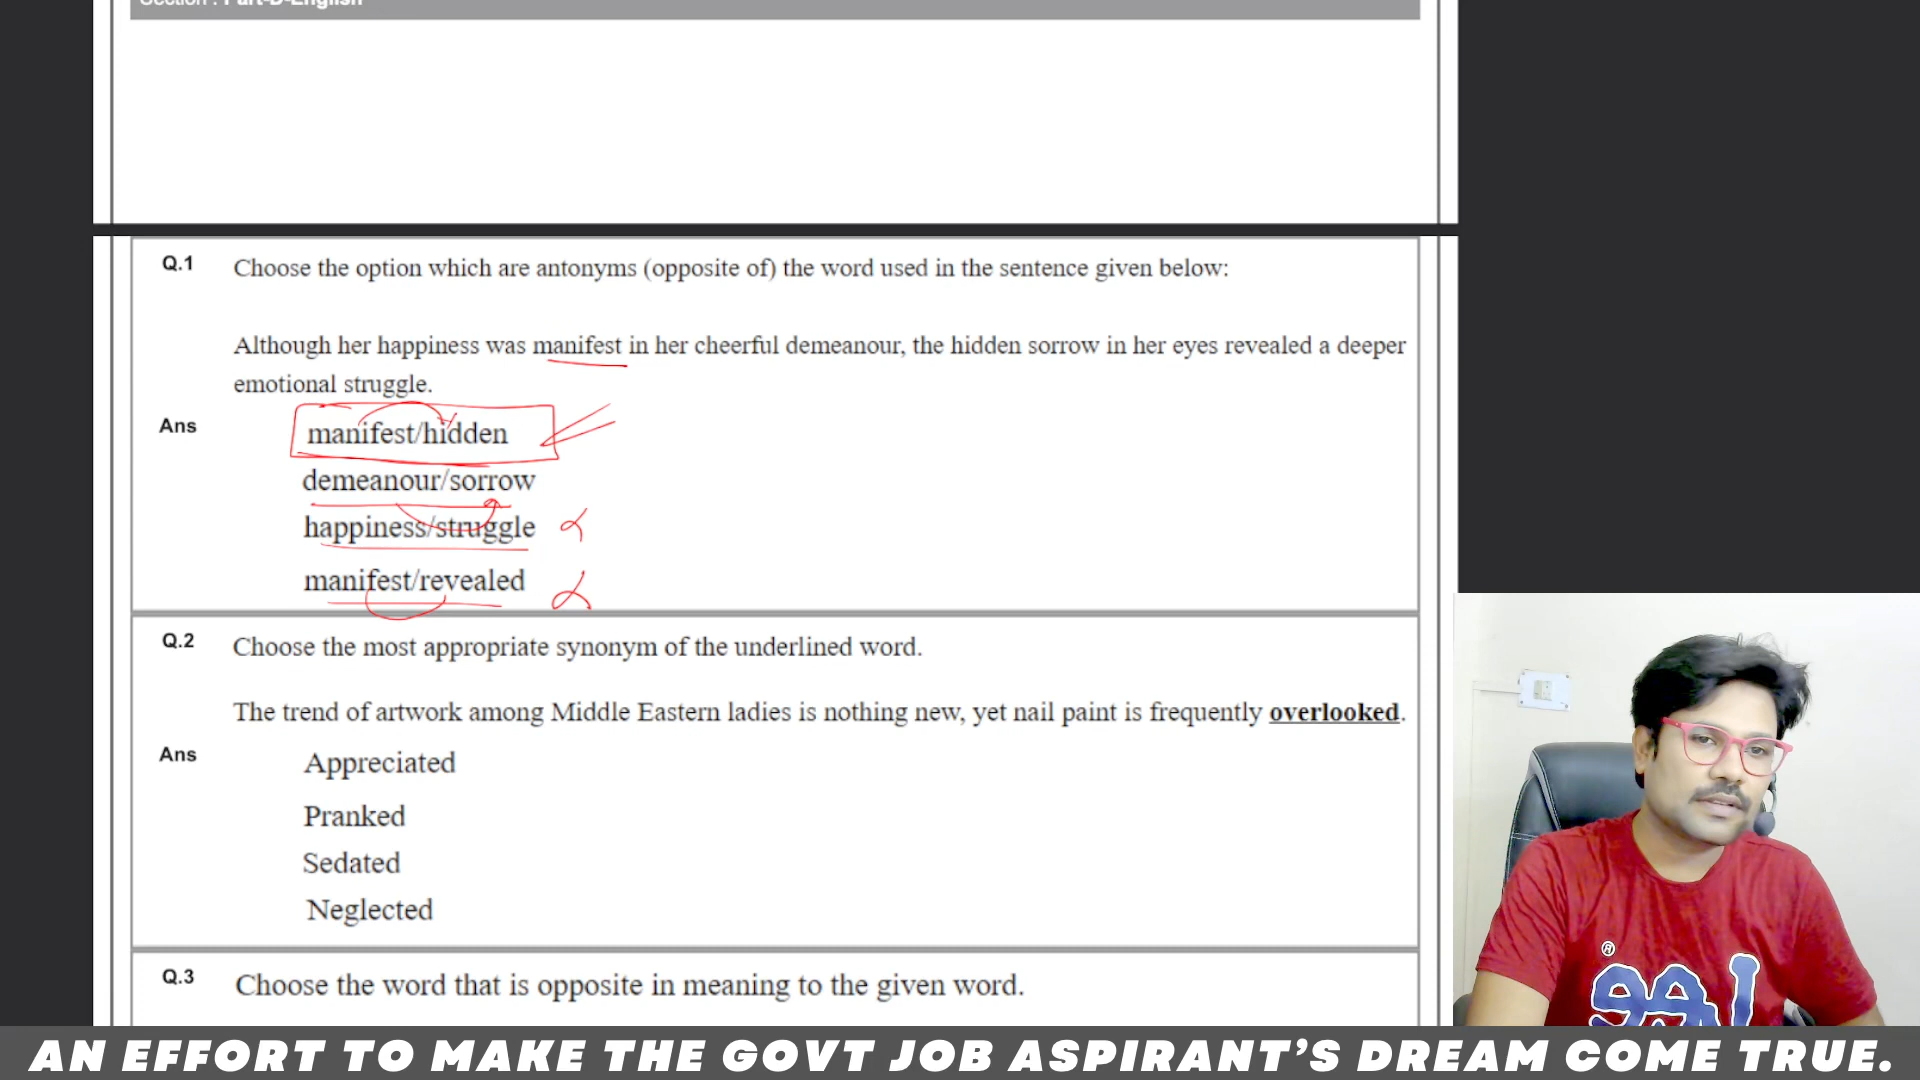 Section : Part-D-English
Q.1 Choose the option which are antonyms (opposite of) the word used in the sentence given below:
Although her happiness was manifest in her cheerful demeanour, the hidden sorrow in her eyes revealed a deeper
emotional struggle.
Ans manifest/hidden
demeanour/sorrow
happiness/struggle
manifest/revealed
Q.2 Choose the most appropriate synonym of the underlined word.
The trend of artwork among Middle Eastern ladies is nothing new, yet nail paint is frequently overlooked.
Ans Appreciated
Pranked
Sedated
Neglected
Q.3 Choose the word that is opposite in meaning to the given word.
®
AN EFFORT TO MAKE THE GOVT JOB ASPIRANT'S DREAM COME TRUE.